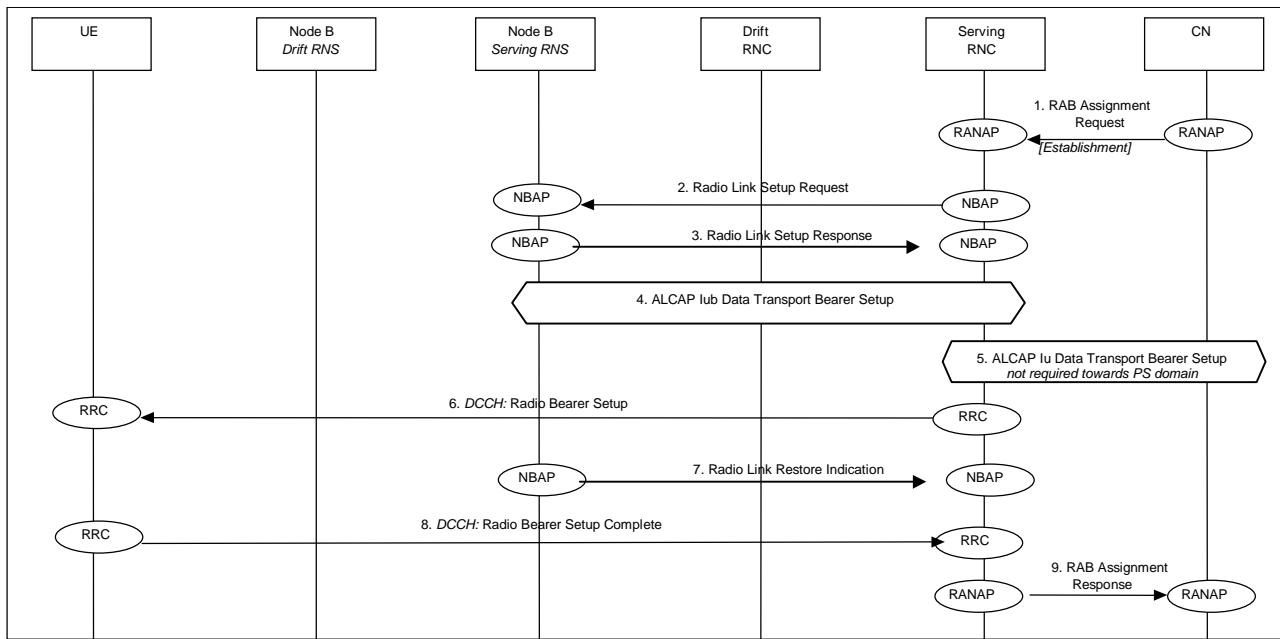 UE
Node B
Drift RNS
Node B
Serving RNS
Drift
RNC
Serving
RNC
CN
1. RAB Assignment
Request
RANAP
RANAP
[Establishment]
NBAP
2. Radio Link Setup Request
NBAP
NBAP
3. Radio Link Setup Response
NBAP
4. ALCAP Iub Data Transport Bearer Setup
5. ALCAP Iu Data Transport Bearer Setup
not required towards PS domain
RRC
6. DCCH: Radio Bearer Setup
RRC
NBAP
7. Radio Link Restore Indication
NBAP
RRC
8. DCCH: Radio Bearer Setup Complete
RRC
9. RAB Assignment
Response
RANAP
RANAP